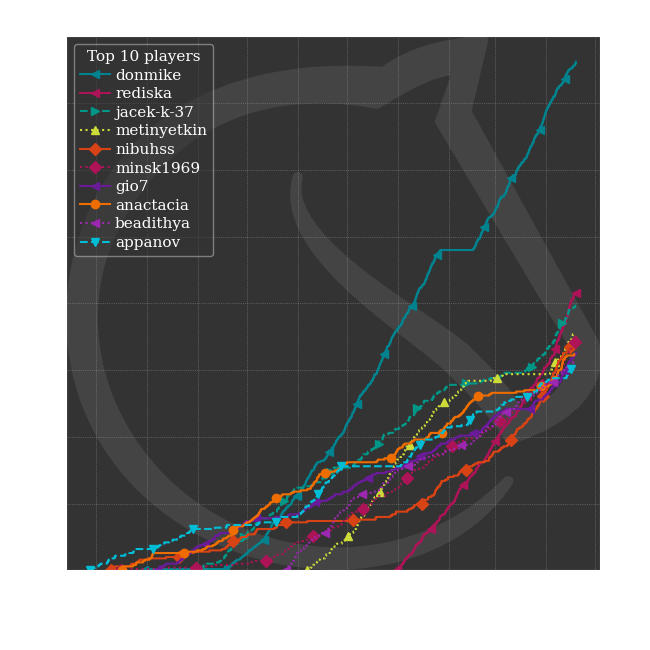 Top 10 players
donmike
rediska
jacek-k-37
metinyetkin
nibuhss
minsk1969
gio7
anactacia
beadithya
appanov